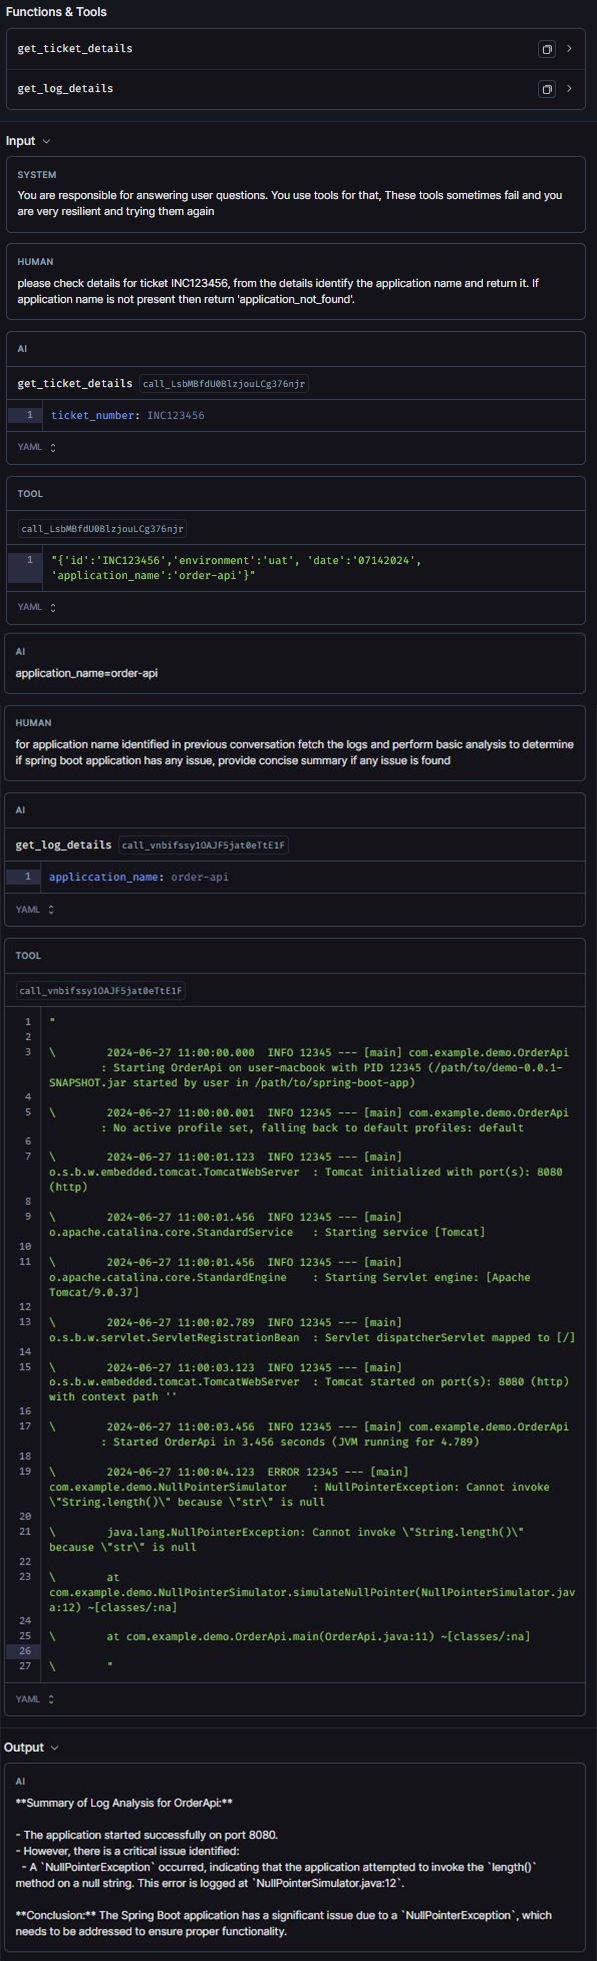 Functions & Tools
get_ticket_details
get_log_details
Input
SYSTEM
You are responsible for answering user questions. You use tools for that, These tools sometimes fail and you
are very resilient and trying them again
HUMAN
please check details for ticket INC123456, from the details identify the application name and return it. If
application name is not present then return 'application_not_found'.
AI
get_ticket_details call_LsbMBfdU0BlzjouLCg376njr
1 ticket_number: INC123456
YAML
TOOL
call_LsbMBfdU0BlzjouLCg376njr
1 "{'id':'INC123456','environment':'uat', 'date':'07142024',
'application_name':'order-api'}"
YAML
AI
application_name=order-api
HUMAN
for application name identified in previous conversation fetch the logs and perform basic analysis to determine
if spring boot application has any issue, provide concise summary if any issue is found
AI
get_log_details call_vnbifssy1OAJF5jat0eTtE1F
1 appliccation_name: order-api
YAML
TOOL
call_vnbifssy1OAJF5jat0eTtE1F
1 "
2
3 \ 2024-06-27 11:00:00.000 INFO 12345 --- [main] com.example.demo.OrderApi
: Starting OrderApi on user-macbook with PID 12345 (/path/to/demo-0.0.1-
SNAPSHOT.jar started by user in /path/to/spring-boot-app)
4
5 \ 2024-06-27 11:00:00.001 INFO 12345 --- [main] com.example.demo.OrderApi
: No active profile set, falling back to default profiles: default
6
7 \ 2024-06-27 11:00:01.123 INFO 12345 --- [main]
o.s.b.w.embedded.tomcat.TomcatWebServer : Tomcat initialized with port(s): 8080
(http)
8
9 \ 2024-06-27 11:00:01.456 INFO 12345 --- [main]
o.apache.catalina.core.StandardService : Starting service [Tomcat]
10
11 \ 2024-06-27 11:00:01.456 INFO 12345 --- [main]
o.apache.catalina.core.StandardEngine : Starting Servlet engine: [Apache
Tomcat/9.0.37]
12
13 \ 2024-06-27 11:00:02.789 INFO 12345 --- [main]
o.s.b.w.servlet.ServletRegistrationBean : Servlet dispatcherServlet mapped to [/]
14
15 \ 2024-06-27 11:00:03.123 INFO 12345 --- [main]
o.s.b.w.embedded.tomcat.TomcatWebServer : Tomcat started on port(s): 8080 (http)
with context path ''
16
17 \ 2024-06-27 11:00:03.456 INFO 12345 --- [main] com.example.demo.OrderApi
: Started OrderApi in 3.456 seconds (JVM running for 4.789)
18
19 \ 2024-06-27 11:00:04.123 ERROR 12345 --- [main]
com.example.demo.NullPointerSimulator : NullPointerException: Cannot invoke
\"String.length()\" because \"str\" is null
20
21 \ java.lang.NullPointerException: Cannot invoke \"String.length()\"
because \"str\" is null
22
23 \ at
com.example.demo.NullPointerSimulator.simulateNullPointer(NullPointerSimulator.jav
a:12) ~[classes/:na]
24
25 \ at com.example.demo.OrderApi.main(OrderApi.java:11) ~[classes/:na]
26
27 \ "
YAML
Output
AI
**Summary of Log Analysis for OrderApi:**
- The application started successfully on port 8080.
- However, there is a critical issue identified:
- A `NullPointerException` occurred, indicating that the application attempted to invoke the `length()`
method on a null string. This error is logged at `NullPointerSimulator.java:12`.
**Conclusion:** The Spring Boot application has a significant issue due to a `NullPointerException`, which
needs to be addressed to ensure proper functionality.